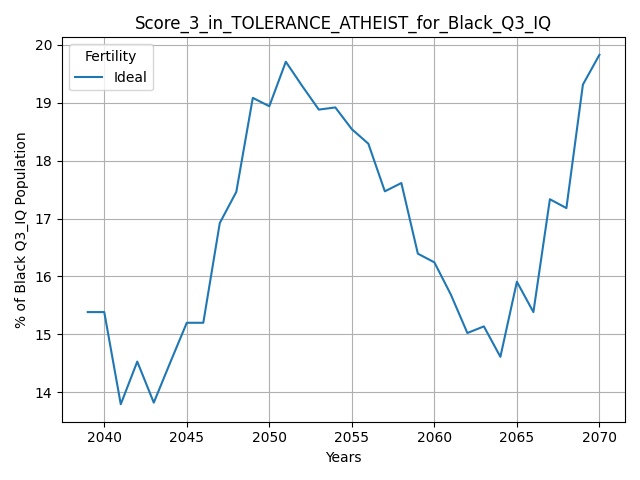 Score_3_in_TOLERANCE_ATHEIST_for_Black_Q3_IQ
Fertility
Ideal
% of Black Q3_IQ Population
20
19
18
17
16
15
14
2040 2045 2050 2055 2060 2065 2070
Years